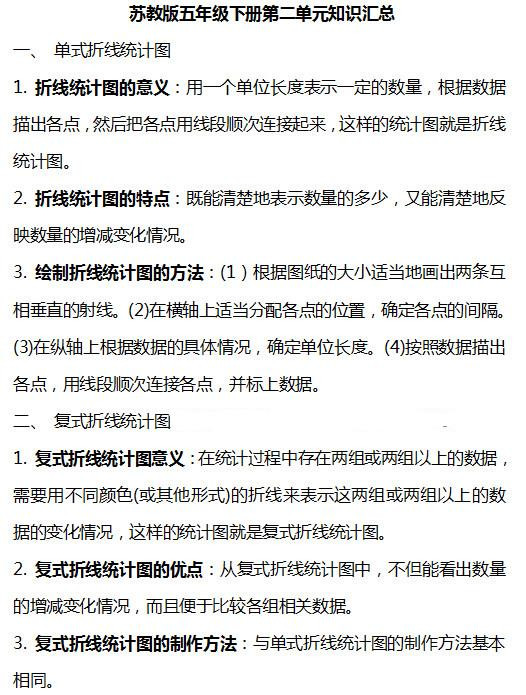 苏教版五年级下册第二单元知识汇总
一、 单式折线统计图
1. 折线统计图的意义：用一个单位长度表示一定的数量，根据数据
描出各点，然后把各点用线段顺次连接起来，这样的统计图就是折线
统计图。
2. 折线统计图的特点：既能清楚地表示数量的多少，又能清楚地反
映数量的增减变化情况。
3. 绘制折线统计图的方法：(1）根据图纸的大小适当地画出两条互
相垂直的射线。(2)在横轴上适当分配各点的位置，确定各点的间隔。
(3)在纵轴上根据数据的具体情况，确定单位长度。(4)按照数据描出
各点，用线段顺次连接各点，并标上数据。
二、 复式折线统计图
1. 复式折线统计图意义：在统计过程中存在两组或两组以上的数据，
需要用不同颜色(或其他形式)的折线来表示这两组或两组以上的数
据的变化情况，这样的统计图就是复式折线统计图。
2. 复式折线统计图的优点：从复式折线统计图中，不但能看出数量
的增减变化情况，而且便于比较各组相关数据。
3. 复式折线统计图的制作方法：与单式折线统计图的制作方法基本
相同。